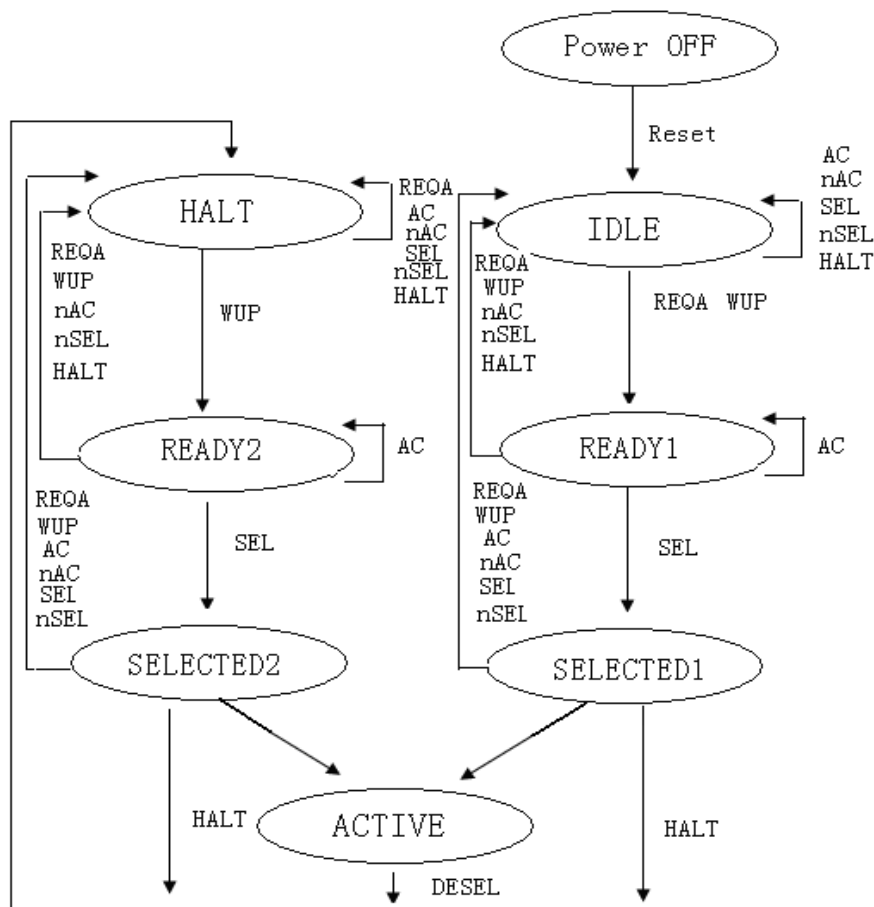 Power OFF
Reset
HALT
REQA
AC
nAC
SEL
nSEL
HALT
IDLE
AC
nAC
SEL
nSEL
HALT
REQA
WUP
nAC
nSEL
HALT
WUP
REQA
WUP
nAC
nSEL
HALT
REQA WUP
READY2
AC
READY1
AC
REQA
WUP
AC
nAC
SEL
nSEL
SEL
REQA
WUP
AC
nAC
SEL
nSEL
SEL
SELECTED2
SELECTED1
HALT
ACTIVE
HALT
DESEL